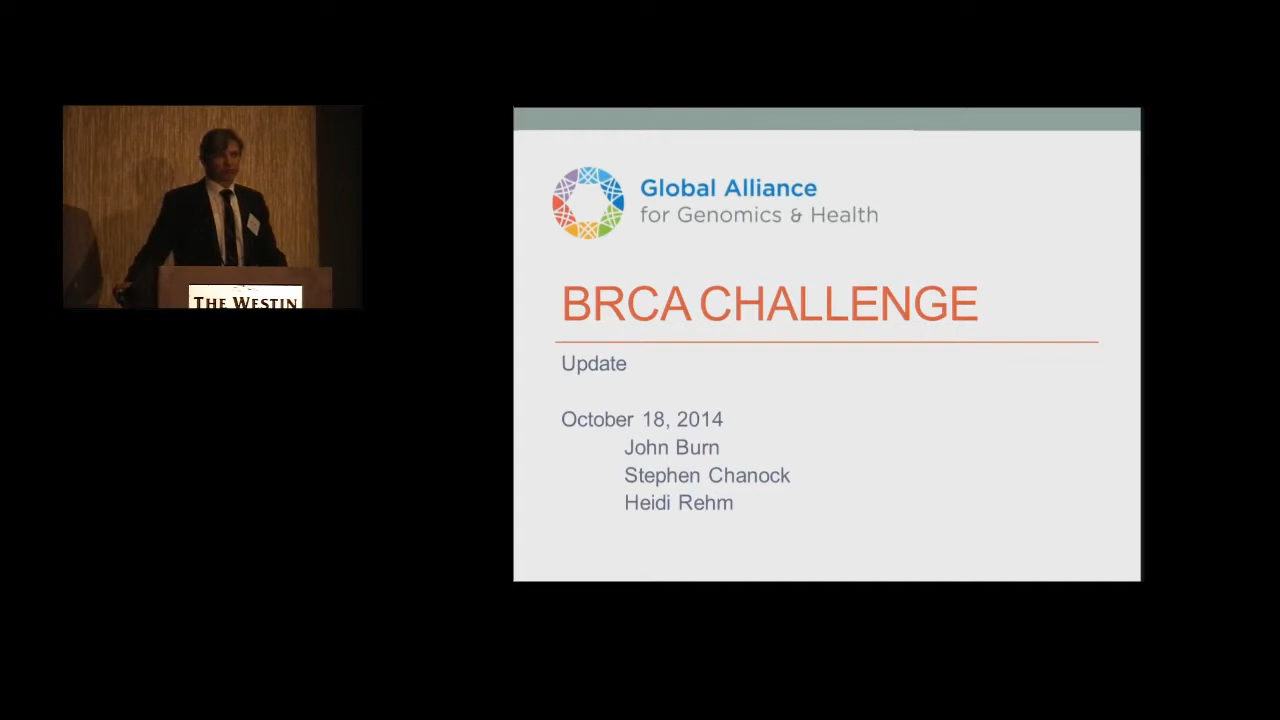 THE WESTIN
Global Alliance
for Genomics & Health
BRCA CHALLENGE
Update
October 18, 2014
John Burn
Stephen Chanock
Heidi Rehm